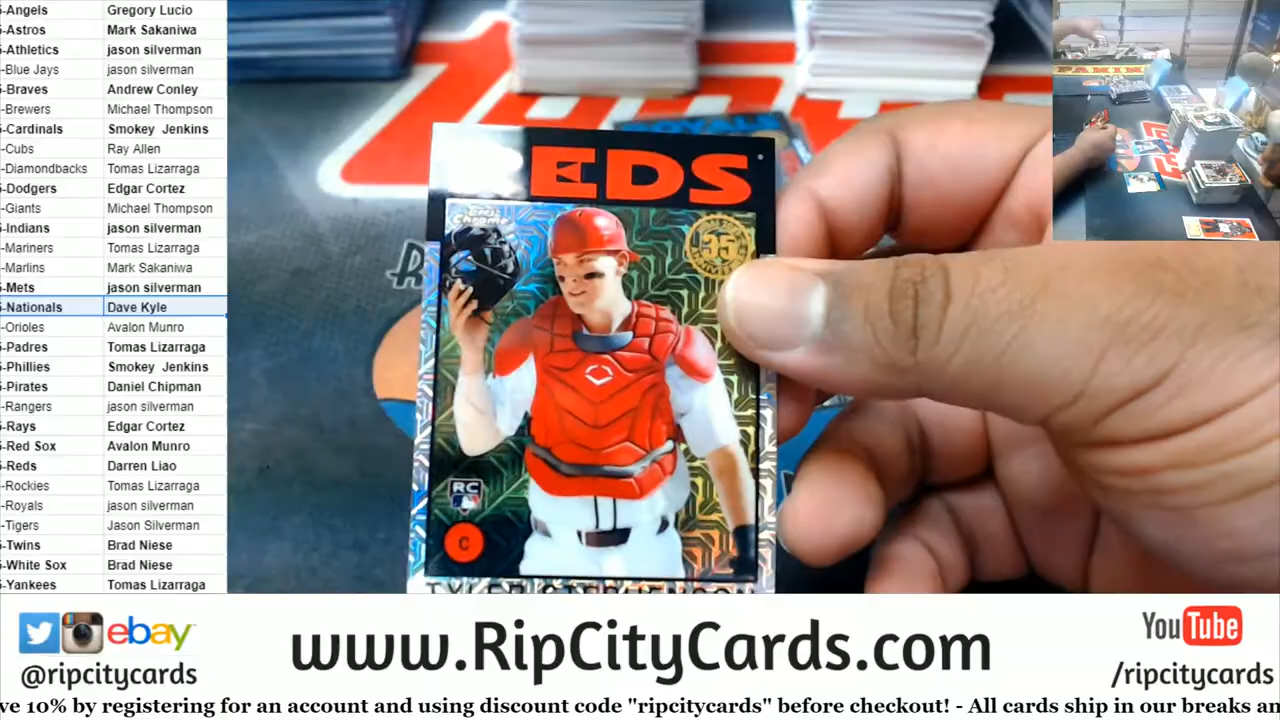 -Angels Gregory Lucio
-Astros Mark Sakaniwa
-Athletics jason silverman
-Blue Jays jason silverman
-Braves Andrew Conley
-Brewers Michael Thompson
-Cardinals Smokey Jenkins
-Cubs Ray Allen
-Diamondbacks Tomas Lizarraga
-Dodgers Edgar Cortez
-Giants Michael Thompson
-Indians jason silverman
-Mariners Tomas Lizarraga
-Marlins Mark Sakaniwa
-Mets jason silverman
-Nationals Dave Kyle
-Orioles Avalon Munro
-Padres Tomas Lizarraga
-Phillies Smokey Jenkins
-Pirates Daniel Chipman
-Rangers jason silverman
-Rays Edgar Cortez
-Red Sox Avalon Munro
-Reds Darren Liao
-Rockies Tomas Lizarraga
-Royals jason silverman
-Tigers Jason Silverman
-Twins Brad Niese
-White Sox Brad Niese
-Yankees Tomas Lizarraga
ROYALS
EDS
Chrome
35
RC
C
TYLER STEPHENSON
PANINI
ebay
@ripcitycards
www.RipCityCards.com
YouTube
/ripcitycards
ve 10% by registering for an account and using discount code "ripcitycards" before checkout! - All cards ship in our breaks an